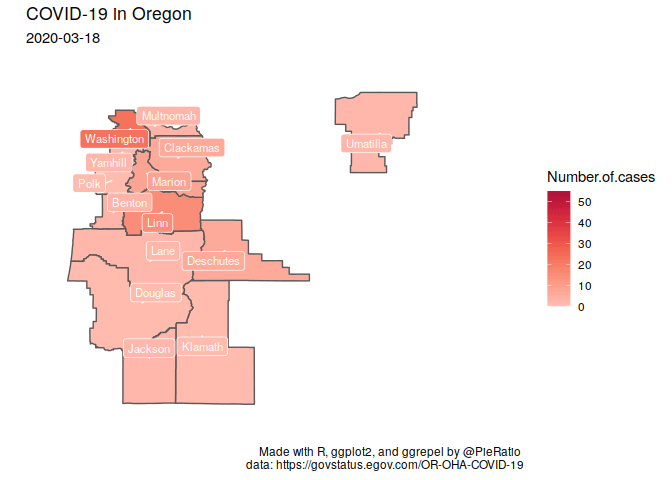 COVID-19 in Oregon
2020-03-18
Multnomah
Washington
Clackamas
Yamhill
Polk
Marion
Benton
Linn
Lane
Deschutes
Douglas
Jackson
Klamath
Umatilla
Number.of.cases
50
40
30
20
10
0
Made with R, ggplot2, and ggrepel by @PieRatio
data: https://govstatus.egov.com/OR-OHA-COVID-19